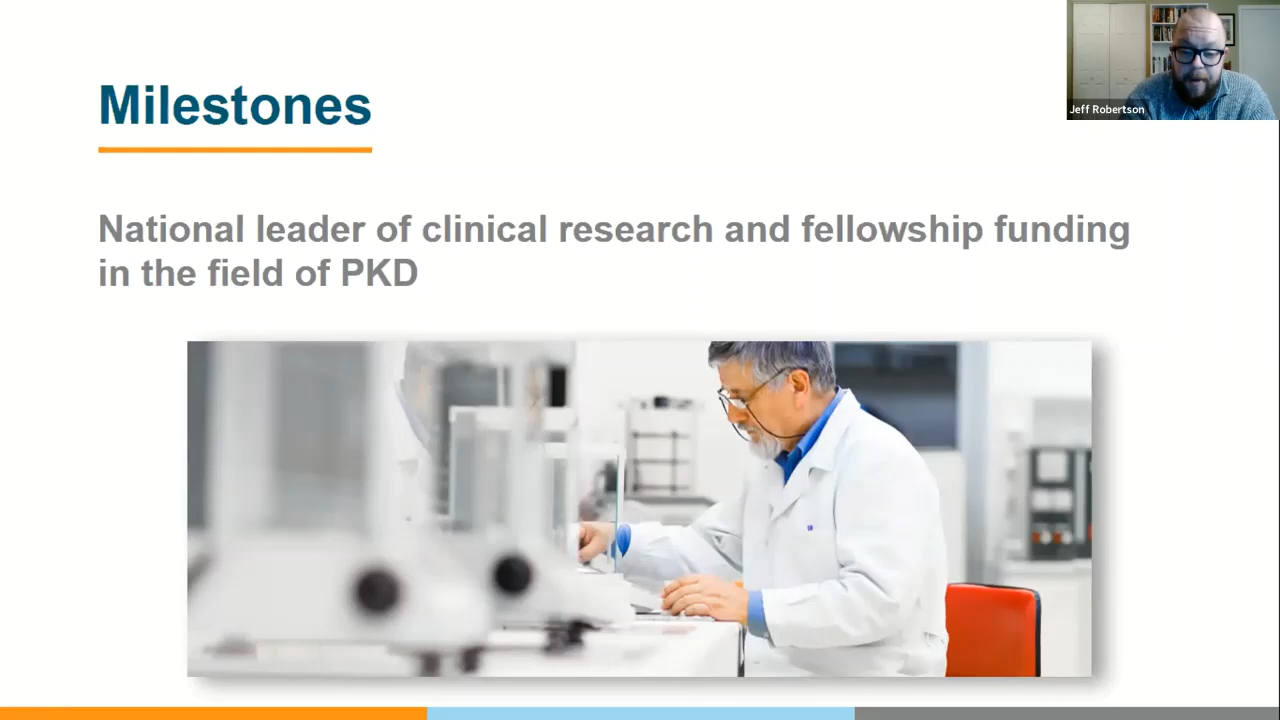 Milestones
Jeff Robertson
National leader of clinical research and fellowship funding
in the field of PKD